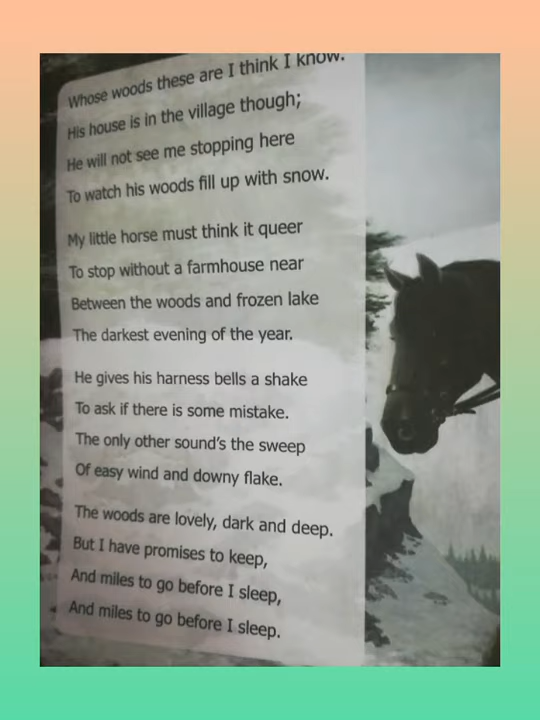 Whose woods these are I think I know.
His house is in the village though;
He will not see me stopping here
To watch his woods fill up with snow.
My little horse must think it queer
To stop without a farmhouse near
Between the woods and frozen lake
The darkest evening of the year.
He gives his harness bells a shake
To ask if there is some mistake.
The only other sound's the sweep
Of easy wind and downy flake.
The woods are lovely, dark and deep.
But I have promises to keep,
And miles to go before I sleep,
And miles to go before I sleep.